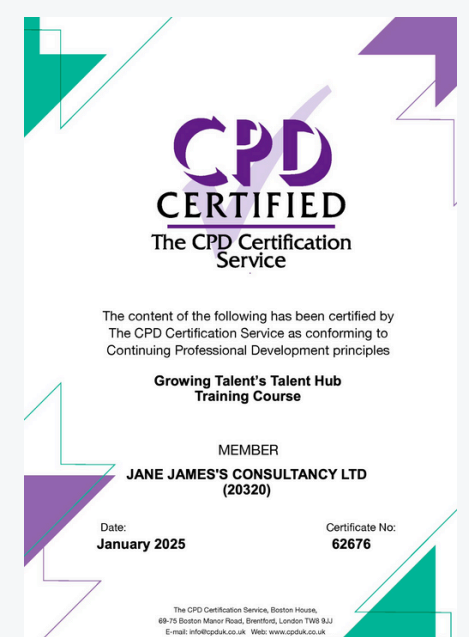 CPD
CERTIFIED
The CPD Certification
Service
The content of the following has been certified by
The CPD Certification Service as conforming to
Continuing Professional Development principles
Growing Talent's Talent Hub
Training Course
MEMBER
JANE JAMES'S CONSULTANCY LTD
(20320)
Date:
January 2025
Certificate No:
62676
The CPD Certification Service, Boston House,
69-75 Boston Manor Road, Brentford, London TW8 9JJ
E-mail: info@cpduk.co.uk Web: www.cpduk.co.uk